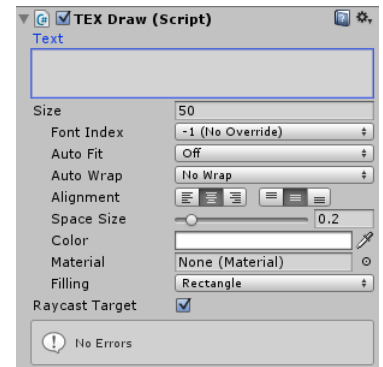 TEX Draw (Script)
Text
Size 50
Font Index -1 (No Override)
Auto Fit Off
Auto Wrap No Wrap
Alignment
Space Size 0.2
Color
Material None (Material)
Filling Rectangle
Raycast Target
No Errors